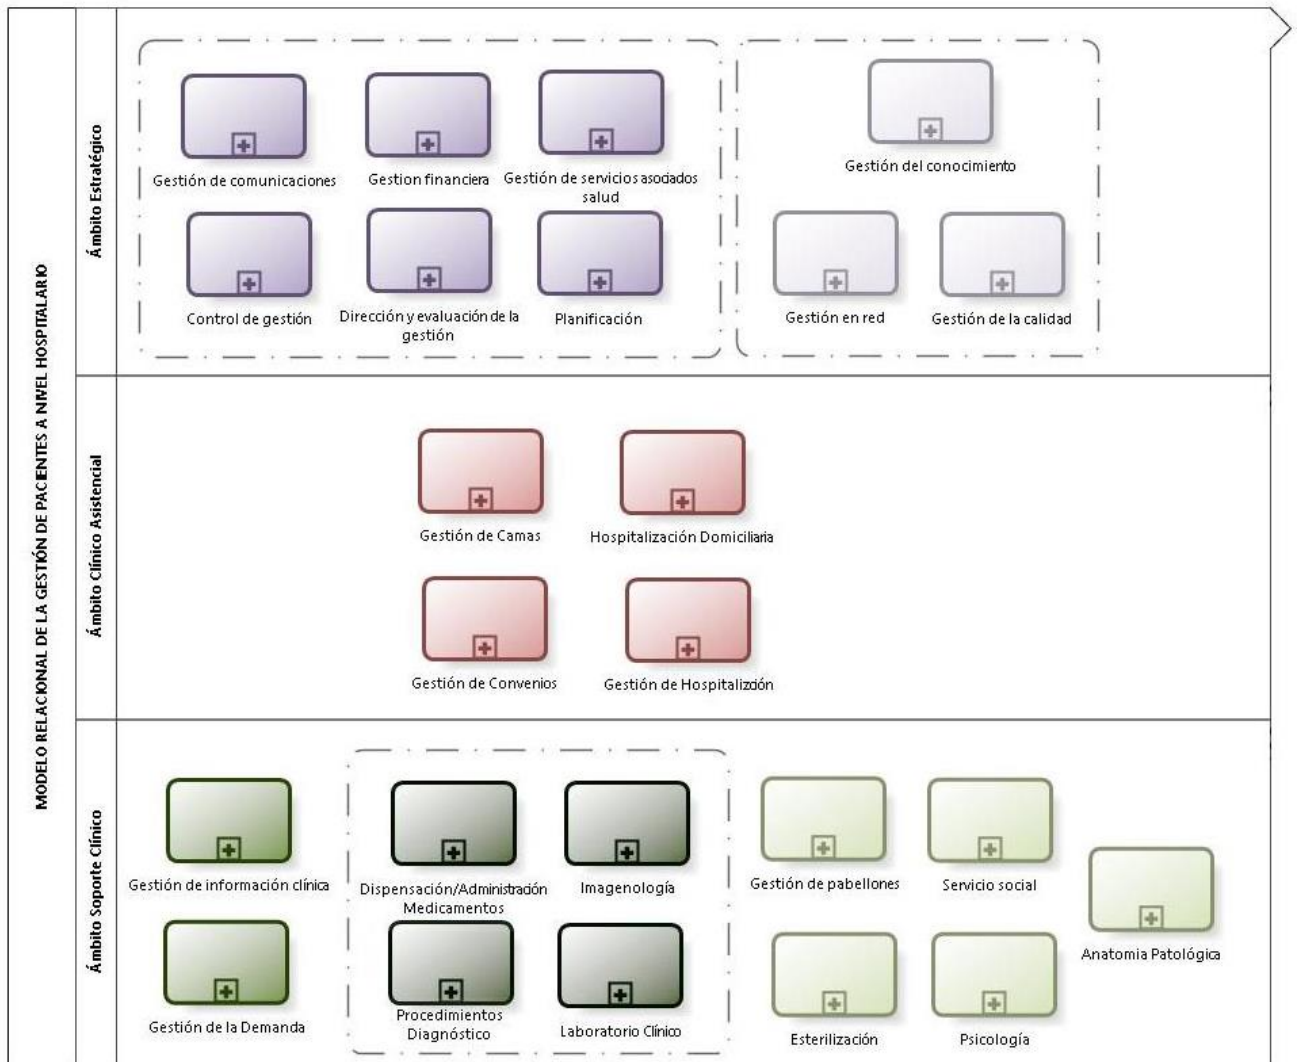 MODELO RELACIONAL DE LA GESTIÓN DE PACIENTES A NIVEL HOSPITALARIO
Ámbito Estratégico
Gestión de comunicaciones
Gestion financiera
Gestión de servicios asociados
salud
Gestión del conocimiento
Control de gestión
Dirección y evaluación de la
gestión
Planificación
Gestión en red
Gestión de la calidad
Ámbito Clínico Asistencial
Gestión de Camas
Hospitalización Domiciliaria
Gestión de Convenios
Gestión de Hospitalizción
Ámbito Soporte Clínico
Gestión de información clínica
Dispensación/Administración
Medicamentos
Imagenología
Gestión de pabellones
Servicio social
Anatomia Patológica
Gestión de la Demanda
Procedimientos
Diagnóstico
Laboratorio Clínico
Esterilización
Psicología